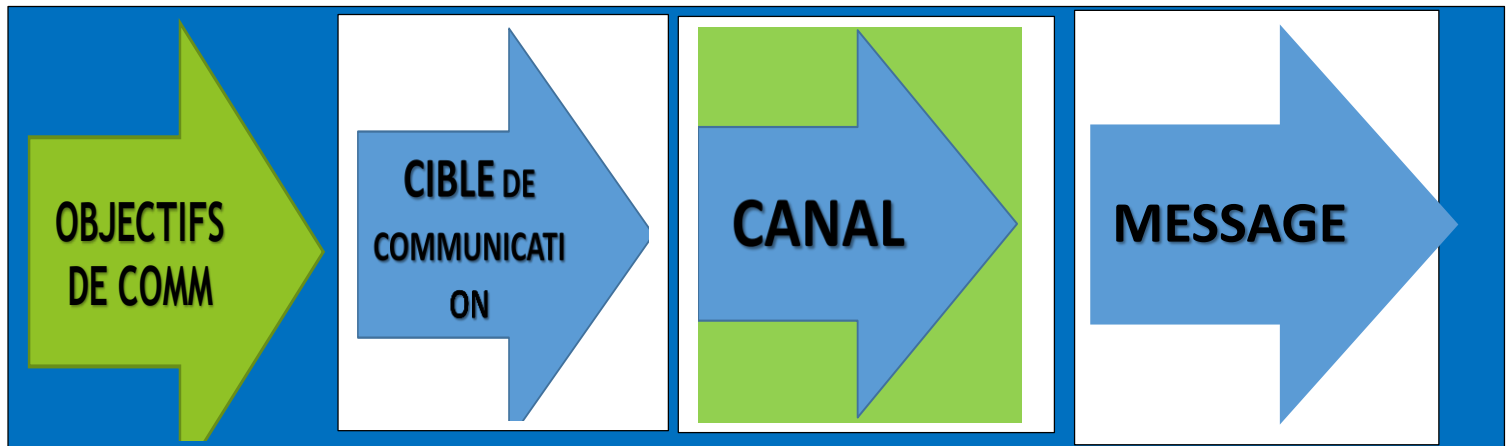 OBJECTIFS
DE COMM
CIBLE DE
COMMUNICATI
ON
CANAL
MESSAGE